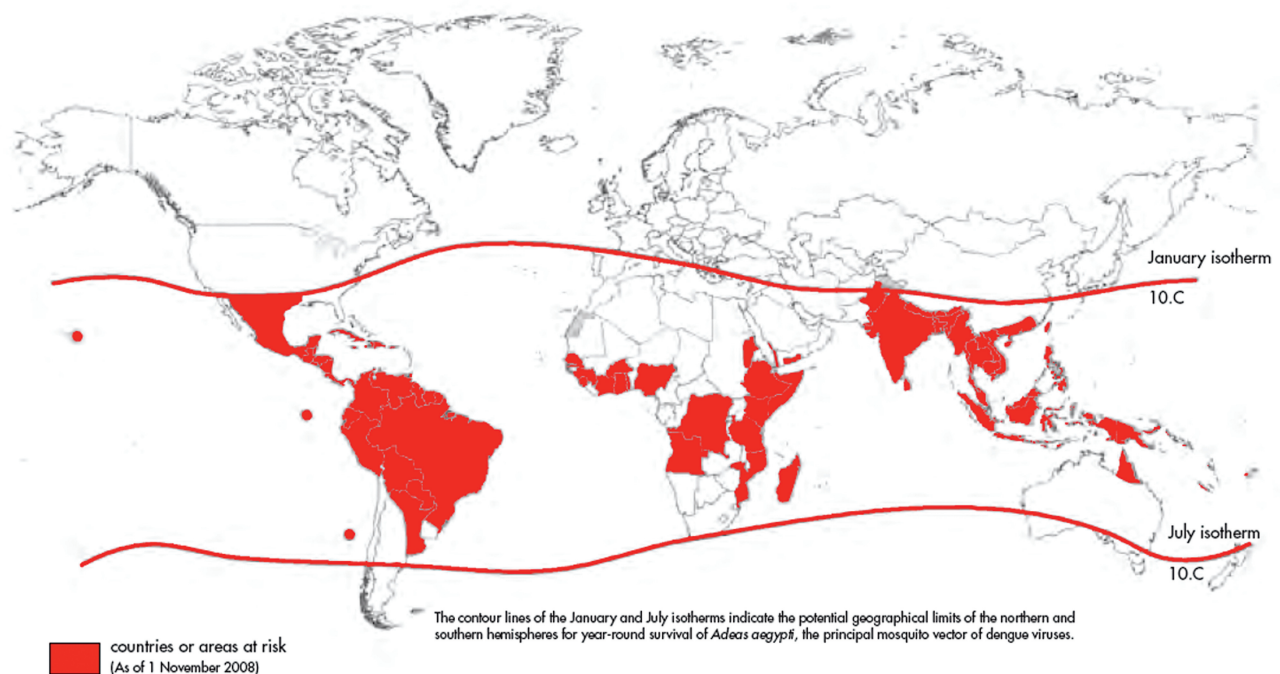 January isotherm
10.C
July isotherm
10.C
The contour lines of the January and July isotherms indicate the potential geographical limits of the northern and
southern hemispheres for year-round survival of Adeas aegypti, the principal mosquito vector of dengue viruses.
countries or areas at risk
(As of 1 November 2008)